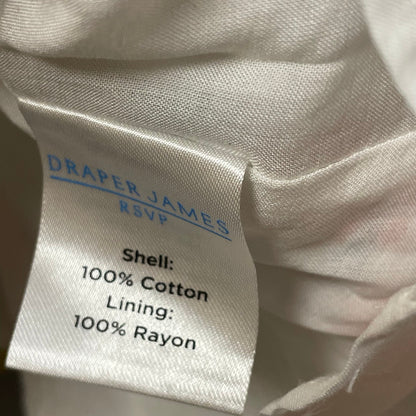 DRAPER JAMES
RSVP
Shell:
100% Cotton
Lining:
100% Rayon